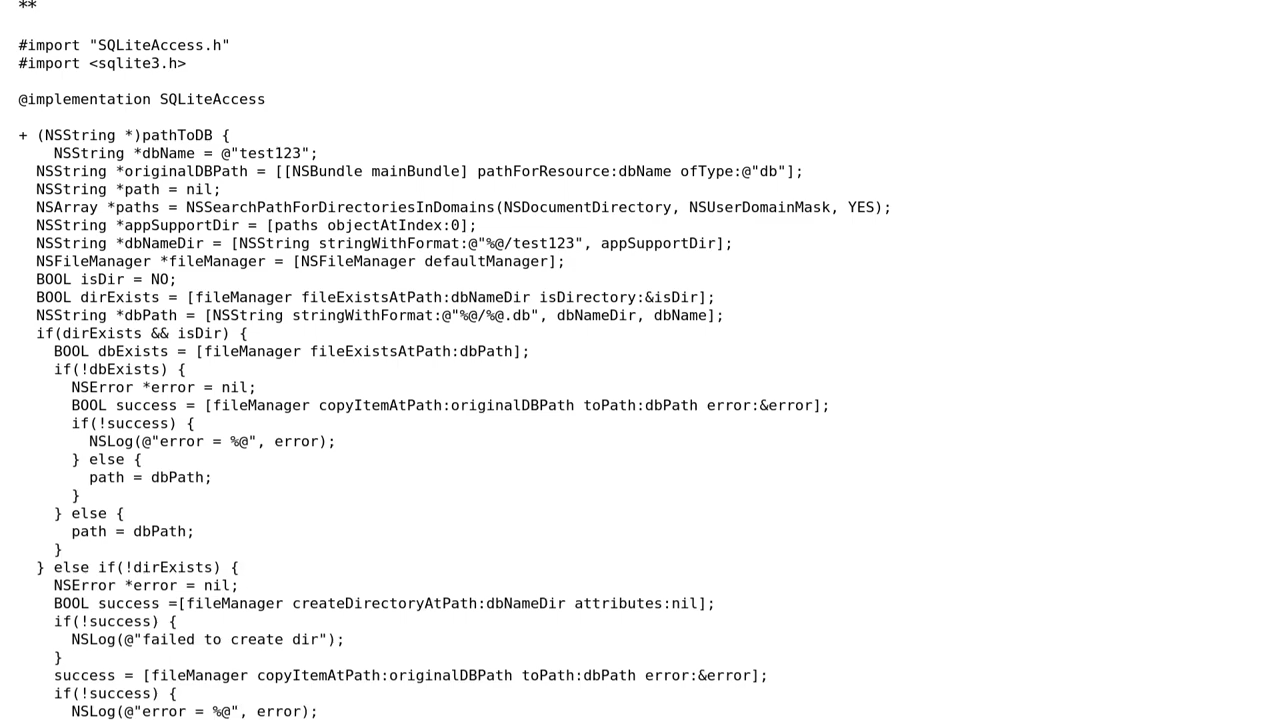 **
#import "SQLiteAccess.h"
#import <sqlite3.h>
@implementation SQLiteAccess
+ (NSString *)pathToDB {
    NSString *dbName = @"test123";
  NSString *originalDBPath = [[NSBundle mainBundle] pathForResource:dbName ofType:@"db"];
  NSString *path = nil;
  NSArray *paths = NSSearchPathForDirectoriesInDomains(NSDocumentDirectory, NSUserDomainMask, YES);
  NSString *appSupportDir = [paths objectAtIndex:0];
  NSString *dbNameDir = [NSString stringWithFormat:@"%@/test123", appSupportDir];
  NSFileManager *fileManager = [NSFileManager defaultManager];
  BOOL isDir = NO;
  BOOL dirExists = [fileManager fileExistsAtPath:dbNameDir isDirectory:&isDir];
  NSString *dbPath = [NSString stringWithFormat:@"%@/%@.db", dbNameDir, dbName];
  if(dirExists && isDir) {
    BOOL dbExists = [fileManager fileExistsAtPath:dbPath];
    if(!dbExists) {
      NSError *error = nil;
      BOOL success = [fileManager copyItemAtPath:originalDBPath toPath:dbPath error:&error];
      if(!success) {
        NSLog(@"error = %@", error);
      } else {
        path = dbPath;
      }
    } else {
      path = dbPath;
    }
  } else if(!dirExists) {
    NSError *error = nil;
    BOOL success =[fileManager createDirectoryAtPath:dbNameDir attributes:nil];
    if(!success) {
      NSLog(@"failed to create dir");
    }
    success = [fileManager copyItemAtPath:originalDBPath toPath:dbPath error:&error];
    if(!success) {
      NSLog(@"error = %@", error);